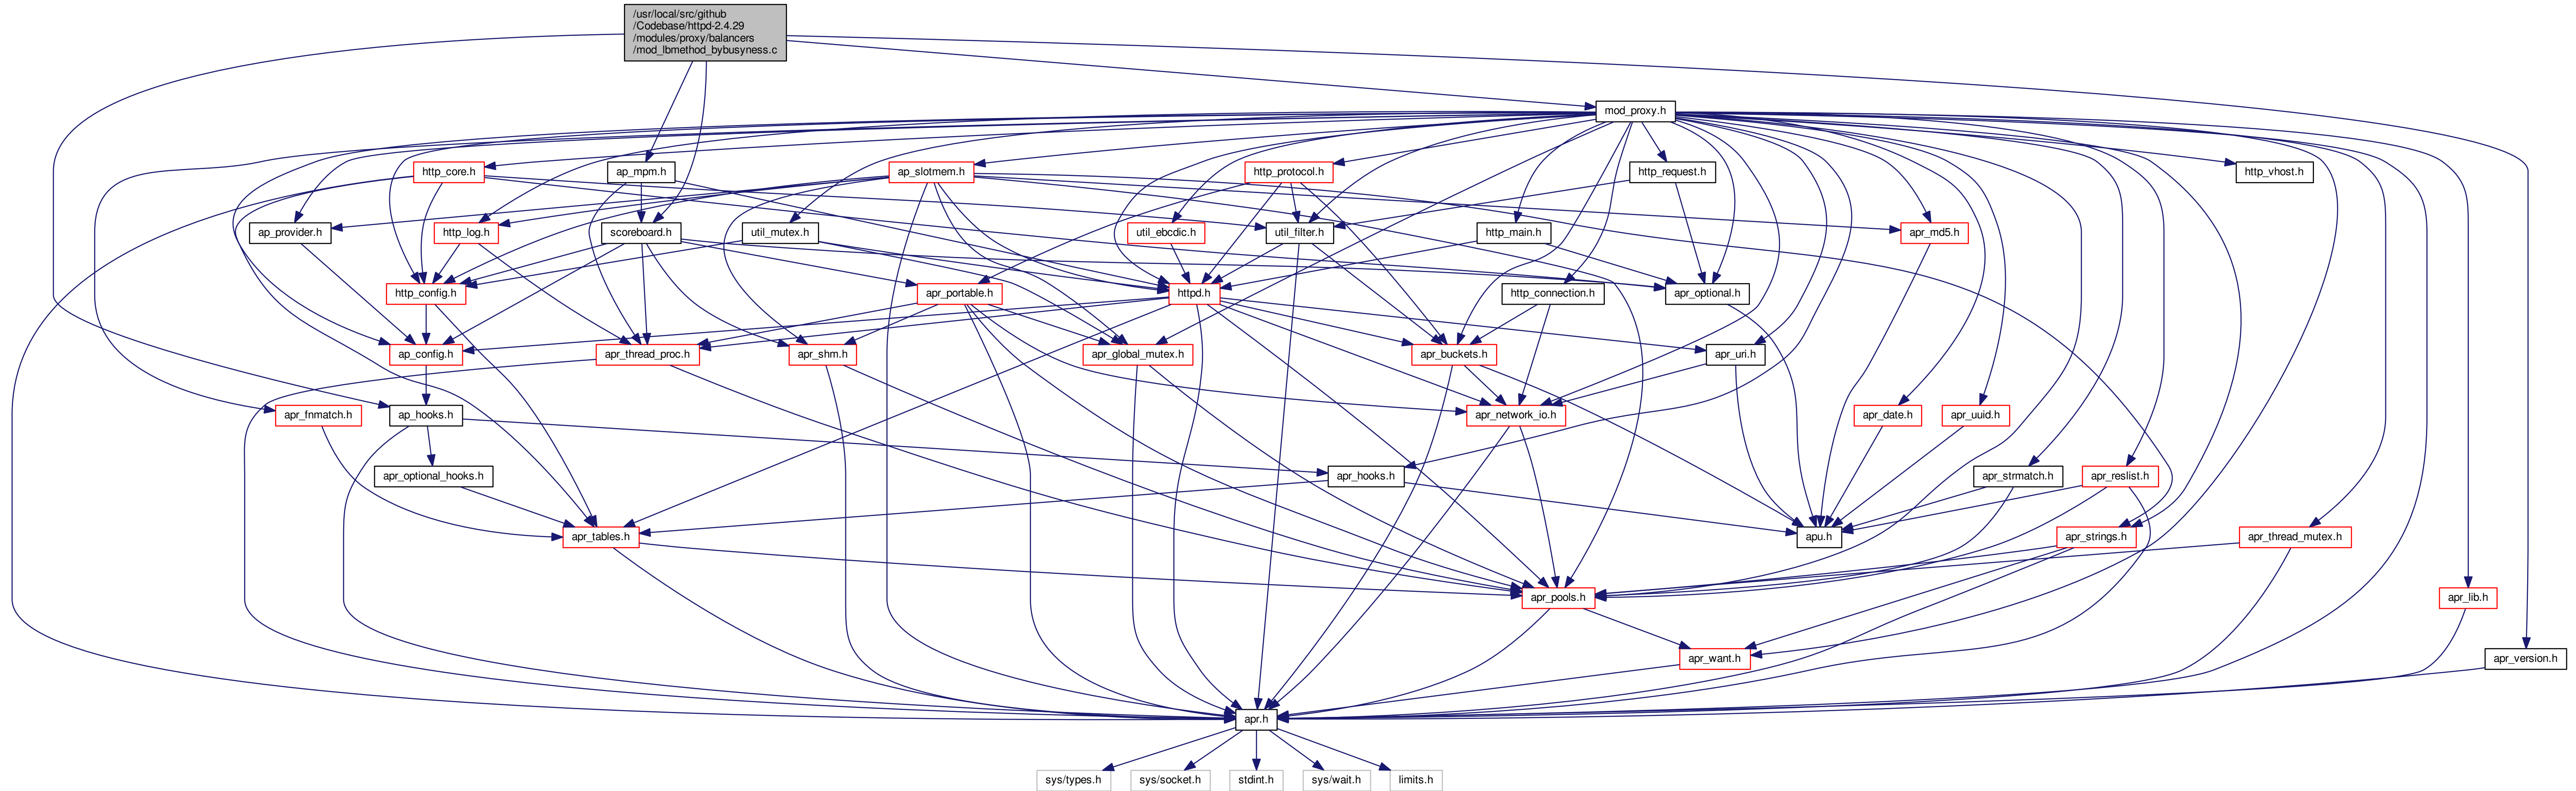 /usr/local/src/github
/Codebase/httpd-2.4.29
/modules/proxy/balancers
/mod_lbmethod_bybusyness.c
mod_proxy.h
http_core.h
ap_mpm.h
ap_slotmem.h
http_protocol.h
http_request.h
http_vhost.h
ap_provider.h
http_log.h
scoreboard.h
util_mutex.h
util_ebcdic.h
util_filter.h
http_main.h
apr_md5.h
http_config.h
apr_portable.h
httpd.h
http_connection.h
apr_optional.h
ap_config.h
apr_thread_proc.h
apr_shm.h
apr_global_mutex.h
apr_buckets.h
apr_uri.h
apr_fnmatch.h
ap_hooks.h
apr_network_io.h
apr_date.h
apr_uuid.h
apr_optional_hooks.h
apr_hooks.h
apr_strmatch.h
apr_reslist.h
apr_tables.h
apu.h
apr_strings.h
apr_thread_mutex.h
apr_pools.h
apr_lib.h
apr_want.h
apr_version.h
apr.h
sys/types.h
sys/socket.h
stdint.h
sys/wait.h
limits.h